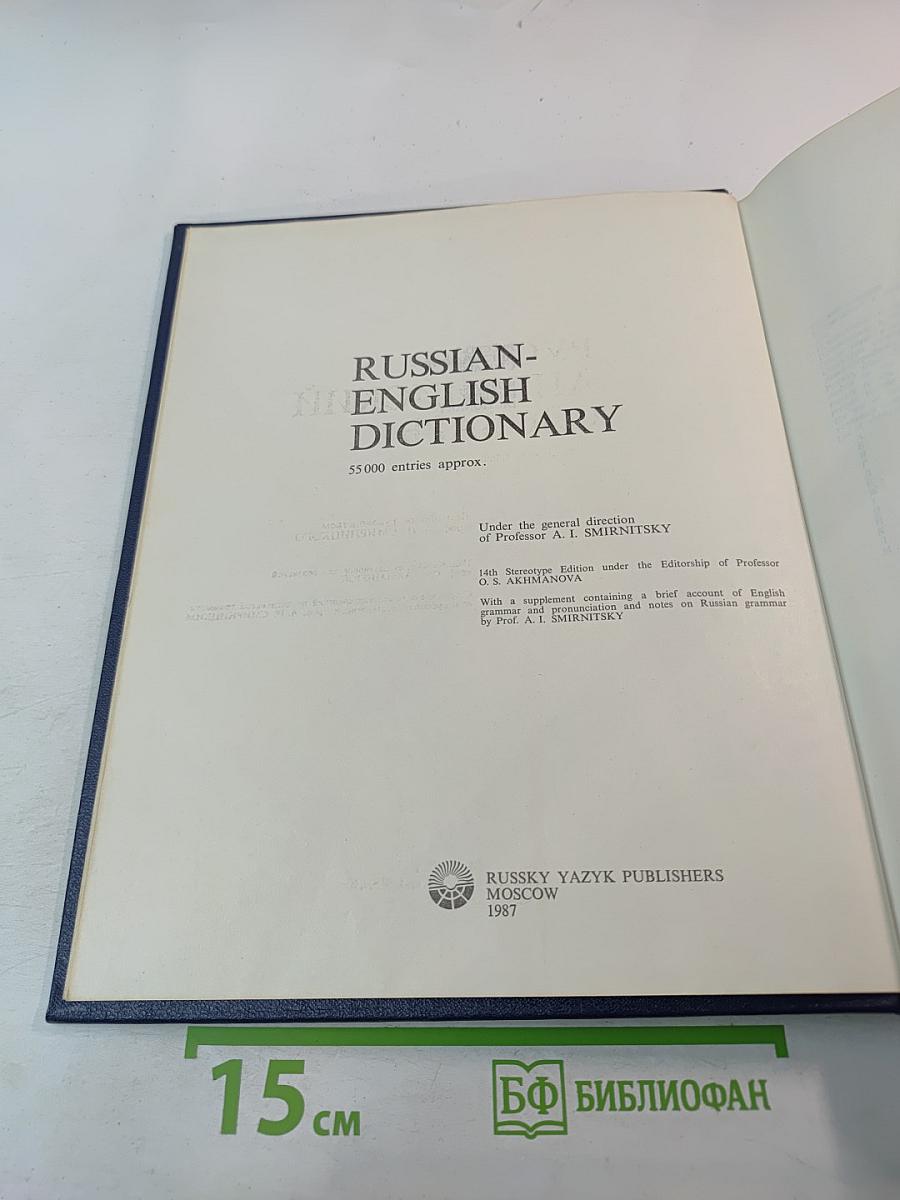 RUSSIAN-
ENGLISH
DICTIONARY
55 000 entries approx.
Under the general direction
of Professor A. I. SMIRNITSKY
14th Stereotype Edition under the Editorship of Professor
O. S. AKHMANOVA
With a supplement containing a brief account of English
grammar and pronunciation and notes on Russian grammar
by Prof. A. I. SMIRNITSKY
RUSSKY YAZYK PUBLISHERS
MOSCOW
1987
15 см
БФ БИБЛИОФАН